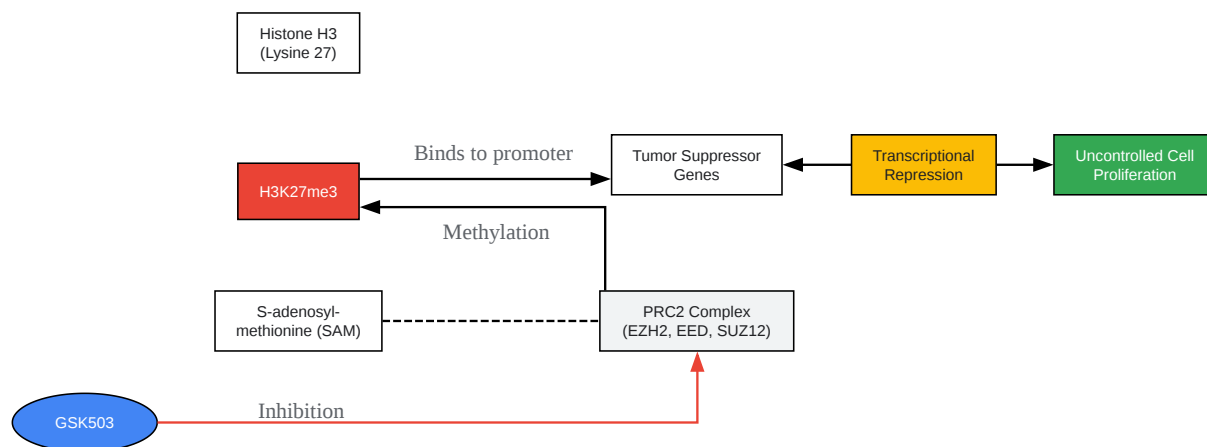 Histone H3
(Lysine 27)
Binds to promoter
Tumor Suppressor
Genes
Transcriptional
Repression
Uncontrolled Cell
Proliferation
H3K27me3
Methylation
S-adenosyl-
methionine (SAM)
PRC2 Complex
(EZH2, EED, SUZ12)
Inhibition
GSK503